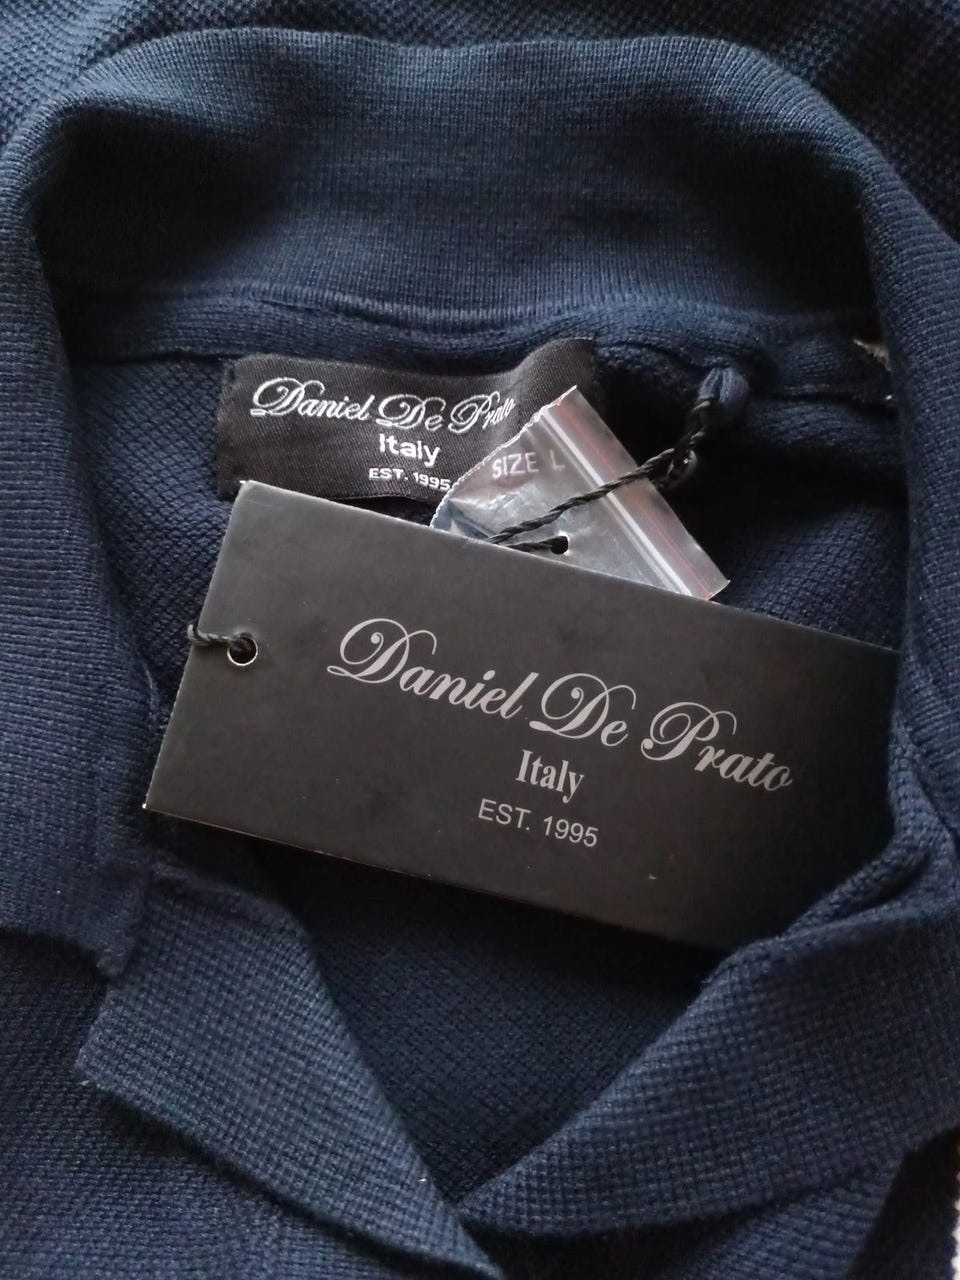 Daniel De Prato
Italy
EST. 1995
SIZE L
Daniel De Prato
Italy
EST. 1995